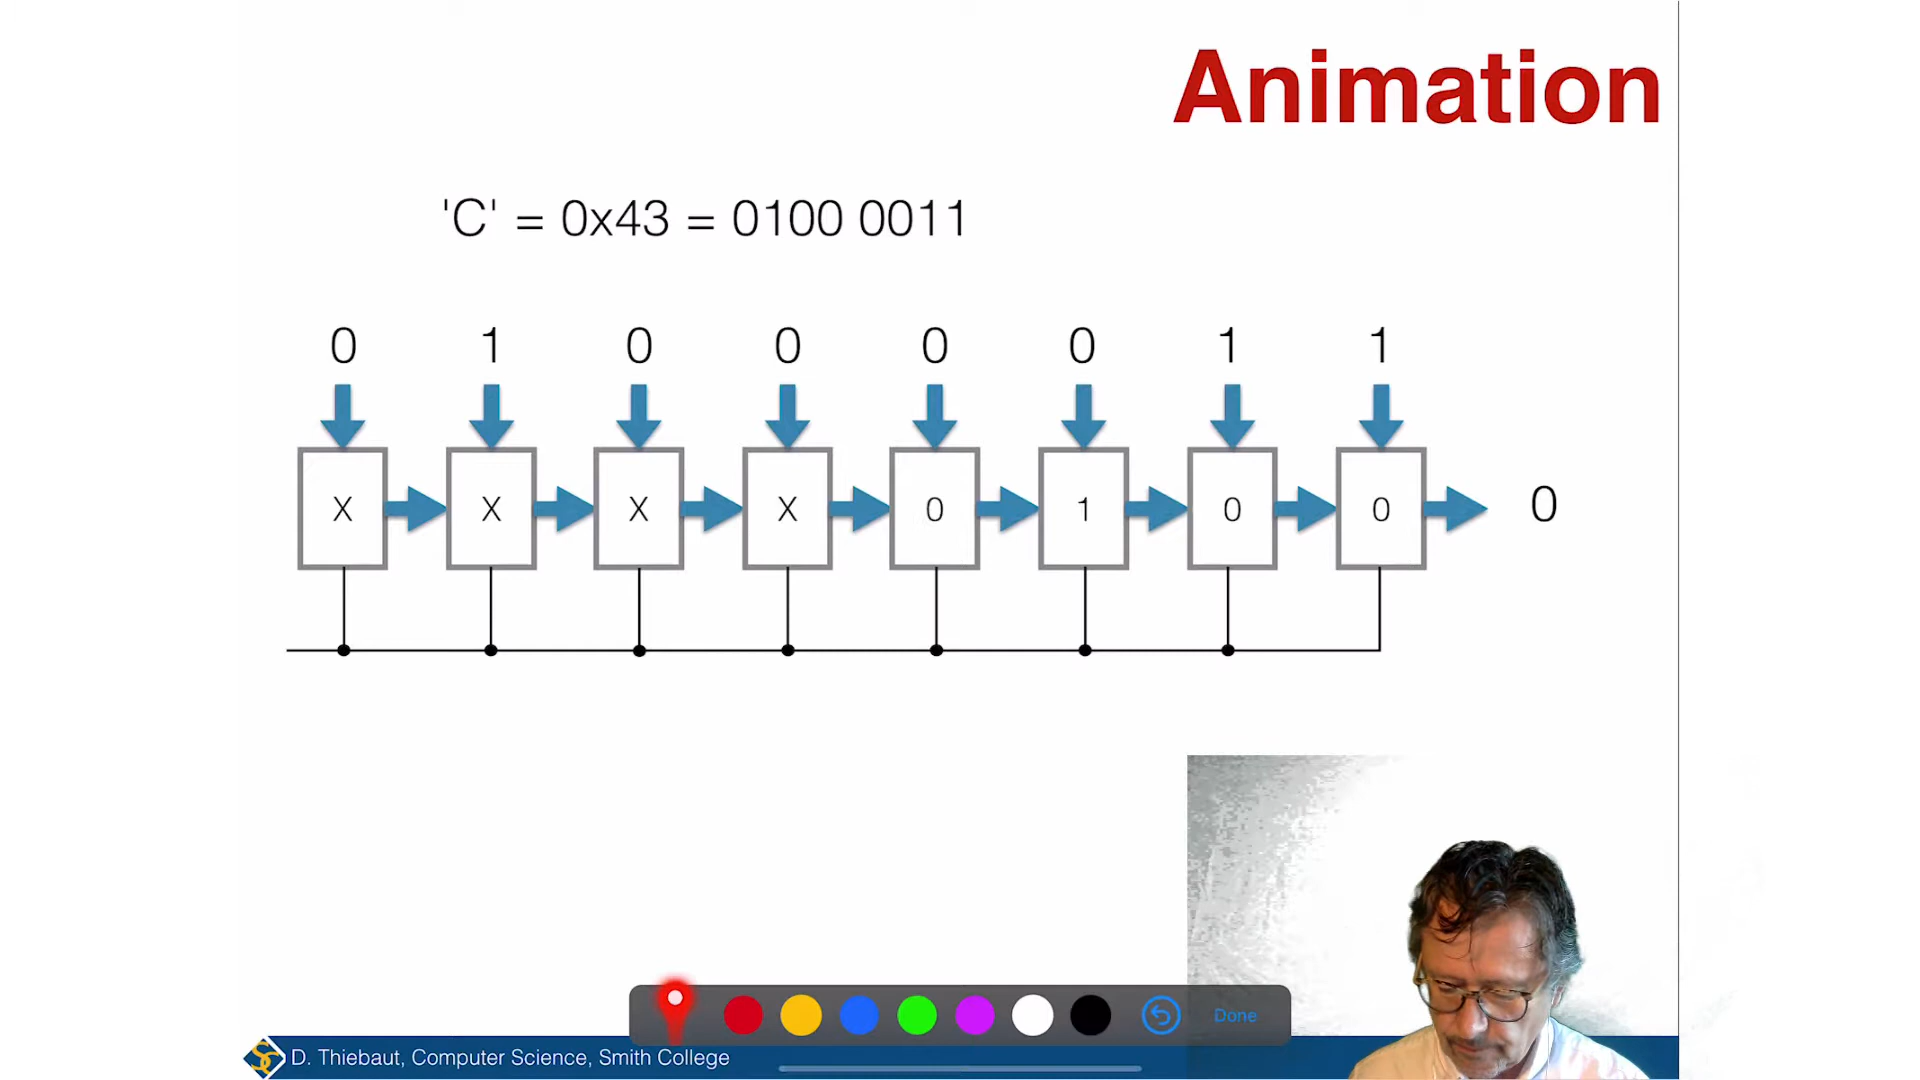 Animation
'C' = 0x43 = 0100 0011
0 1 0 0 0 0 1 1
X X X X 0 1 0 0 0
Done
D. Thiebaut, Computer Science, Smith College